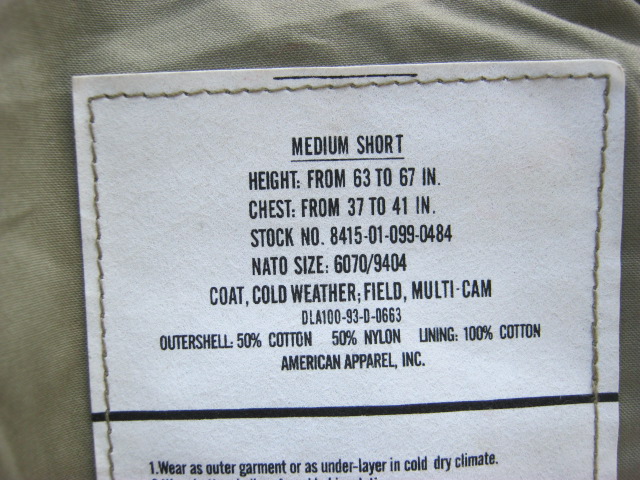 MEDIUM SHORT
HEIGHT: FROM 63 TO 67 IN.
CHEST: FROM 37 TO 41 IN.
STOCK NO. 8415-01-099-0484
NATO SIZE: 6070/9404
COAT, COLD WEATHER; FIELD, MULTI-CAM
DLA100-93-D-0663
OUTERSHELL: 50% COTTON 50% NYLON LINING: 100% COTTON
AMERICAN APPAREL, INC.
1.Wear as outer garment or as under-layer in cold dry climate.